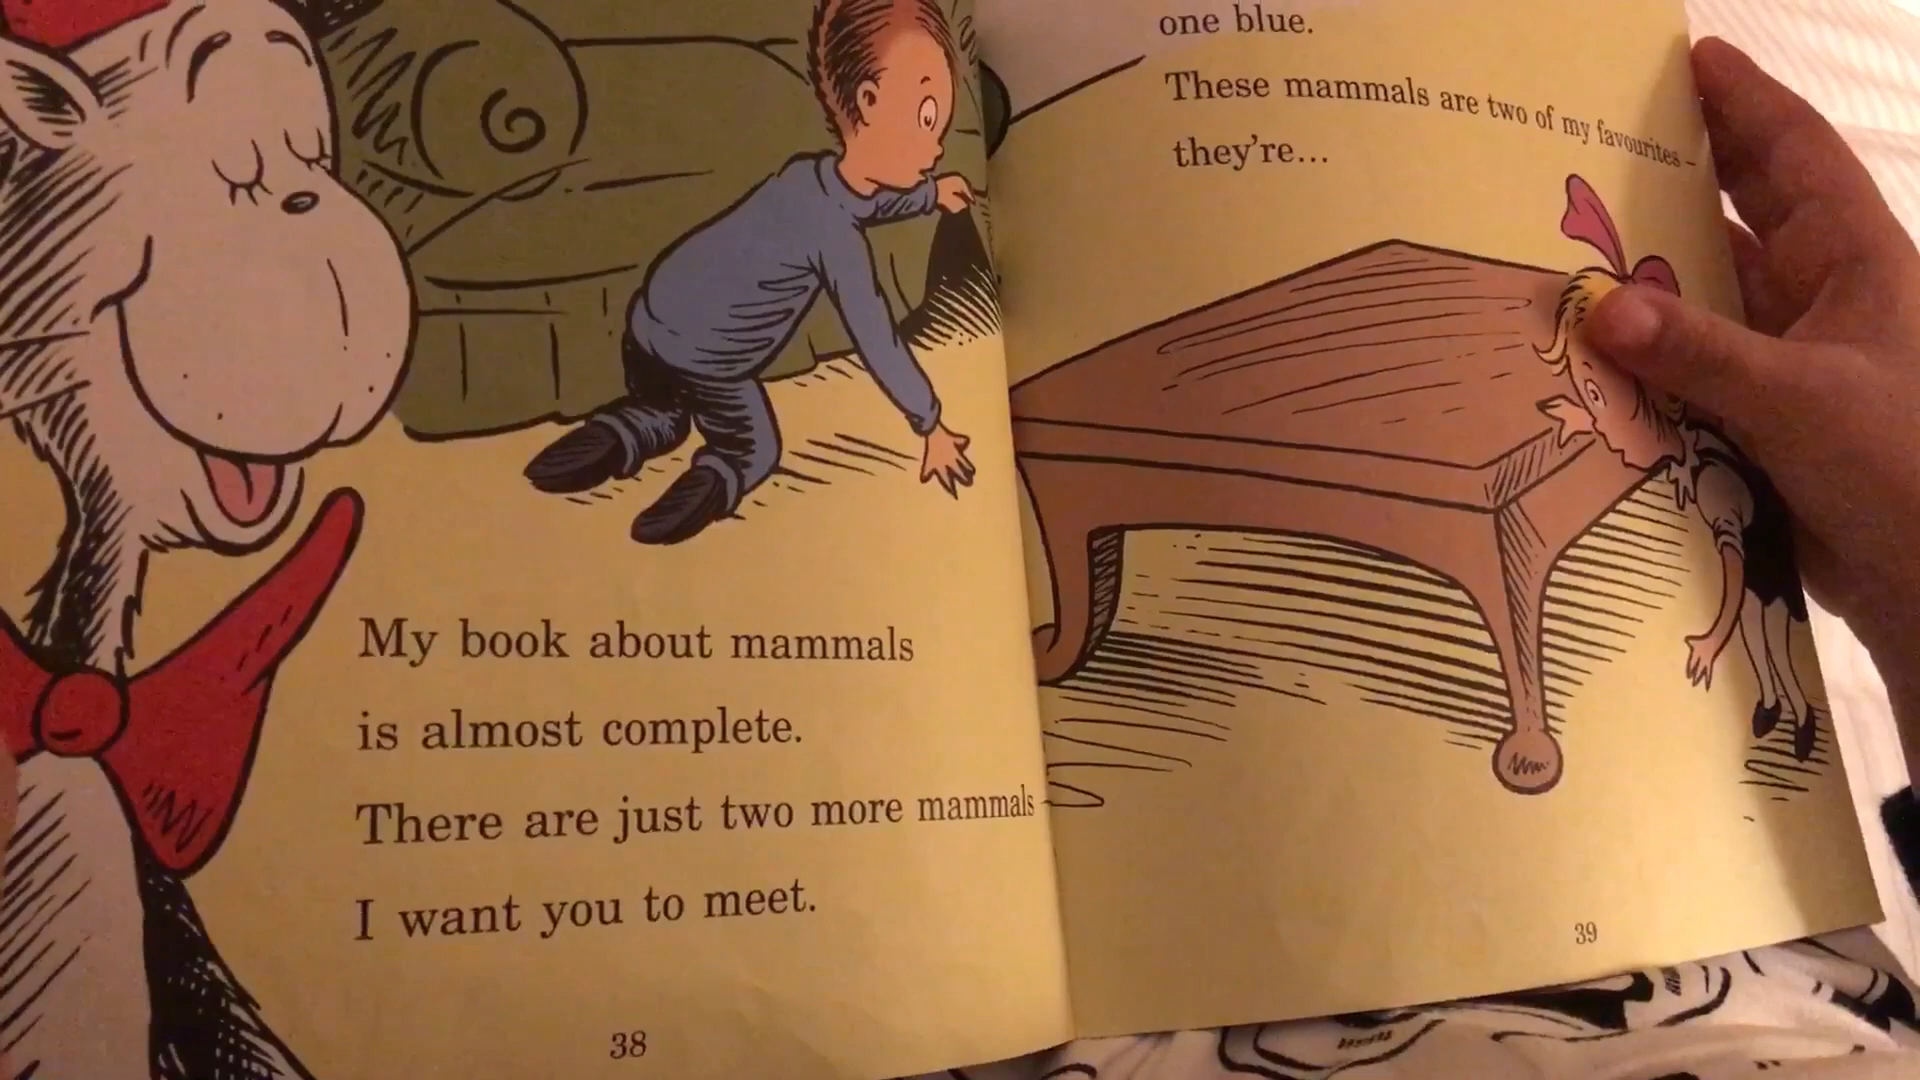 My book about mammals
is almost complete.
There are just two more mammals
I want you to meet.
38
one blue.
These mammals are two of my favourites –
they're...
39